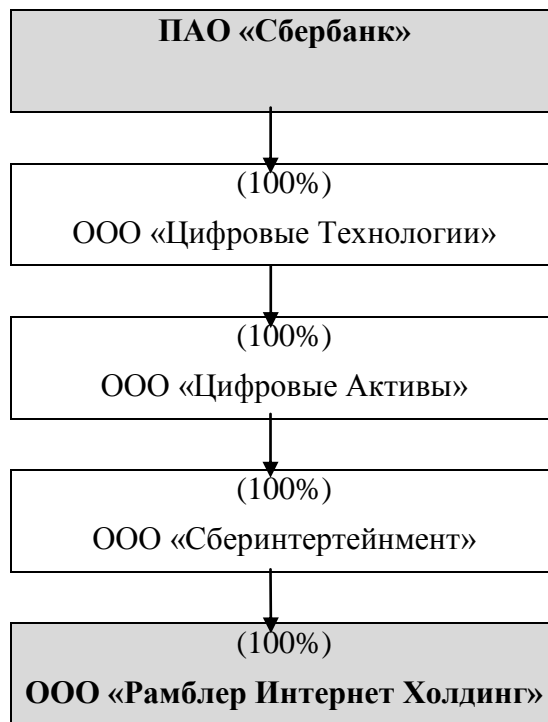 ПАО «Сбербанк»
(100%)
ООО «Цифровые Технологии»
(100%)
ООО «Цифровые Активы»
(100%)
ООО «Сберинтертейнмент»
(100%)
ООО «Рамблер Интернет Холдинг»